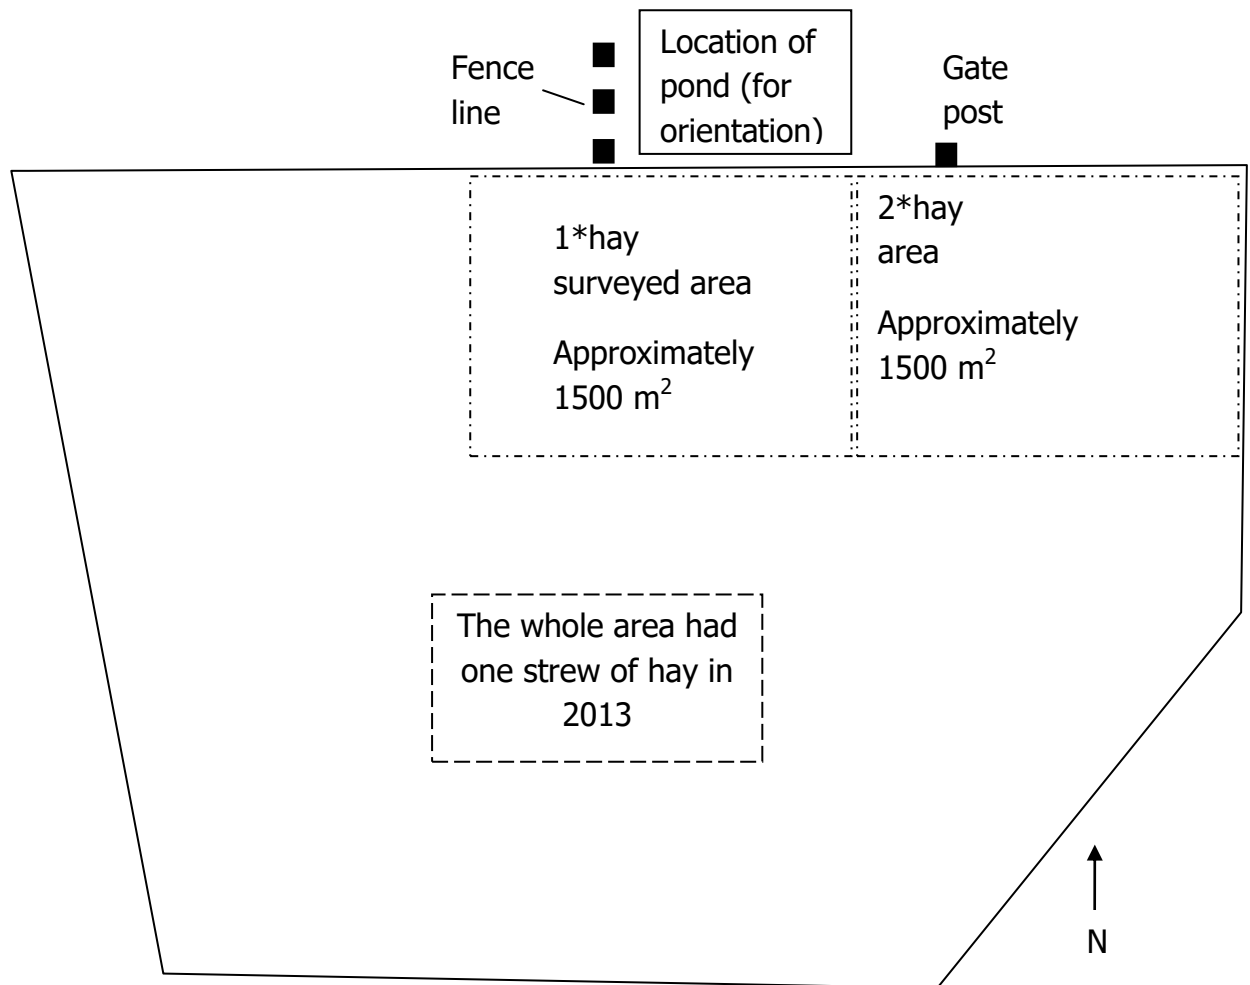 Fence
line
Location of
pond (for
orientation)
Gate
post
1*hay
surveyed area
Approximately
1500 m²
2*hay
area
Approximately
1500 m²
The whole area had
one strew of hay in
2013
N